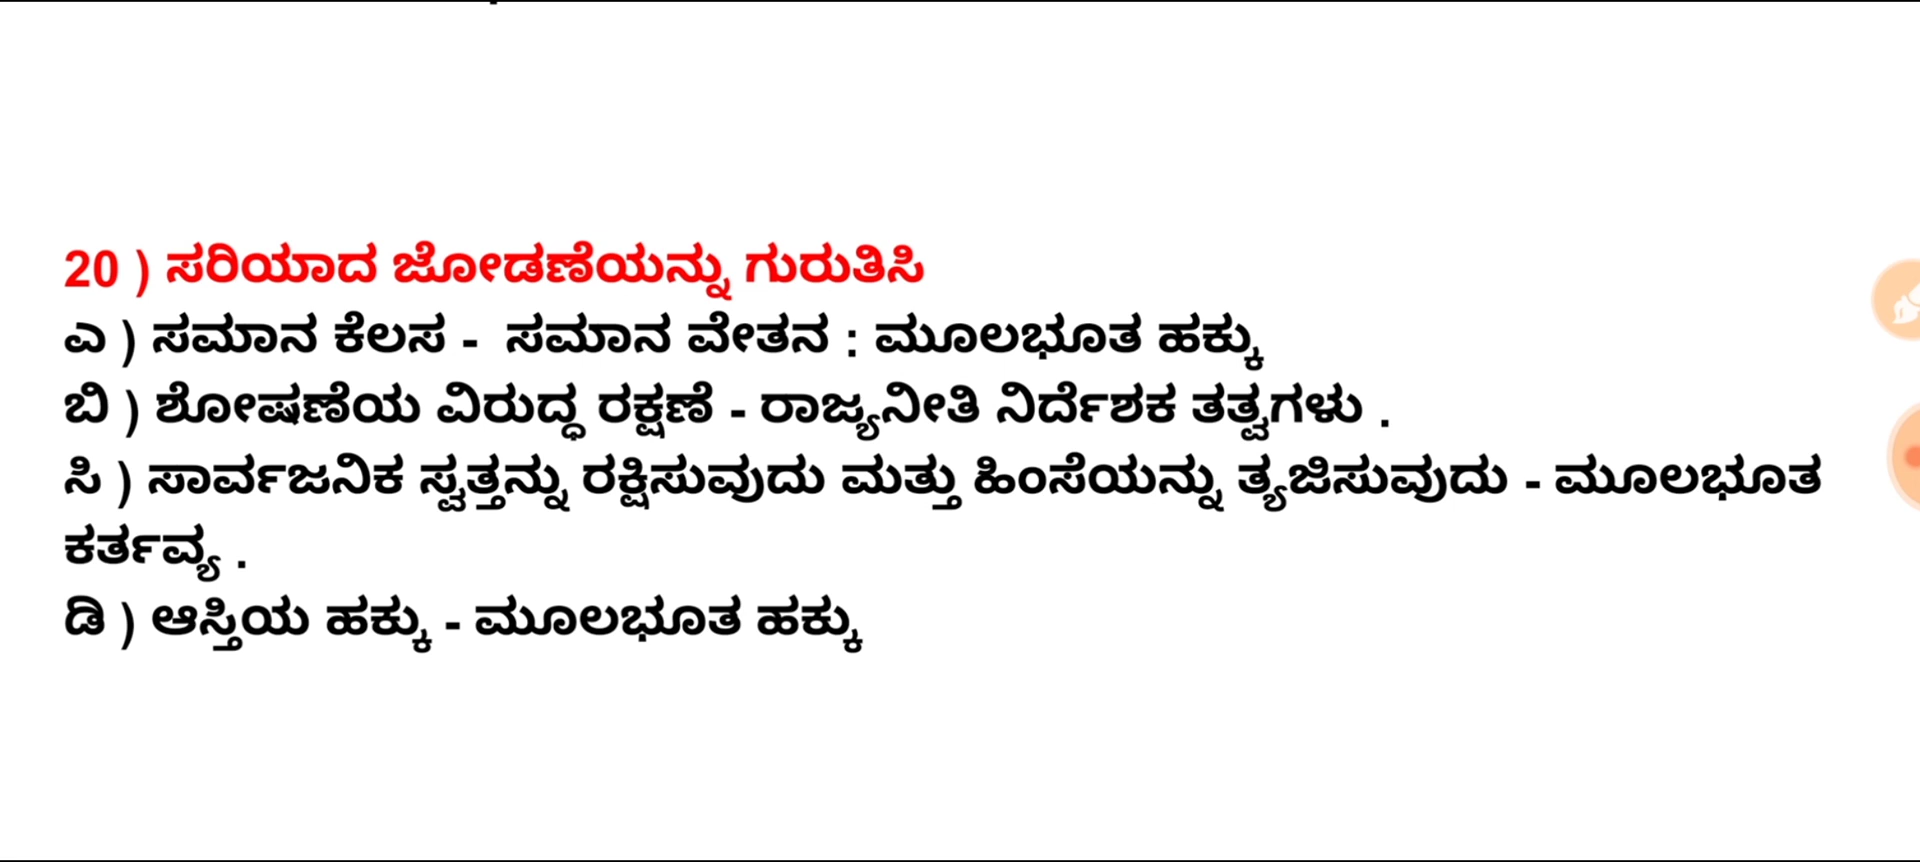 20 ) ಸರಿಯಾದ ಜೋಡಣೆಯನ್ನು ಗುರುತಿಸಿ
ಎ ) ಸಮಾನ ಕೆಲಸ - ಸಮಾನ ವೇತನ : ಮೂಲಭೂತ ಹಕ್ಕು
ಬಿ ) ಶೋಷಣೆಯ ವಿರುದ್ಧ ರಕ್ಷಣೆ - ರಾಜ್ಯನೀತಿ ನಿರ್ದೆಶಕ ತತ್ವಗಳು .
ಸಿ ) ಸಾರ್ವಜನಿಕ ಸ್ವತ್ತನ್ನು ರಕ್ಷಿಸುವುದು ಮತ್ತು ಹಿಂಸೆಯನ್ನು ತ್ಯಜಿಸುವುದು - ಮೂಲಭೂತ
ಕರ್ತವ್ಯ .
ಡಿ ) ಆಸ್ತಿಯ ಹಕ್ಕು - ಮೂಲಭೂತ ಹಕ್ಕು